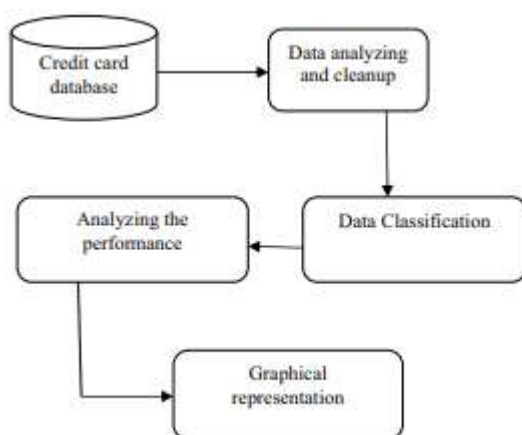 Credit card
database
Data analyzing
and cleanup
Data Classification
Analyzing the
performance
Graphical
representation